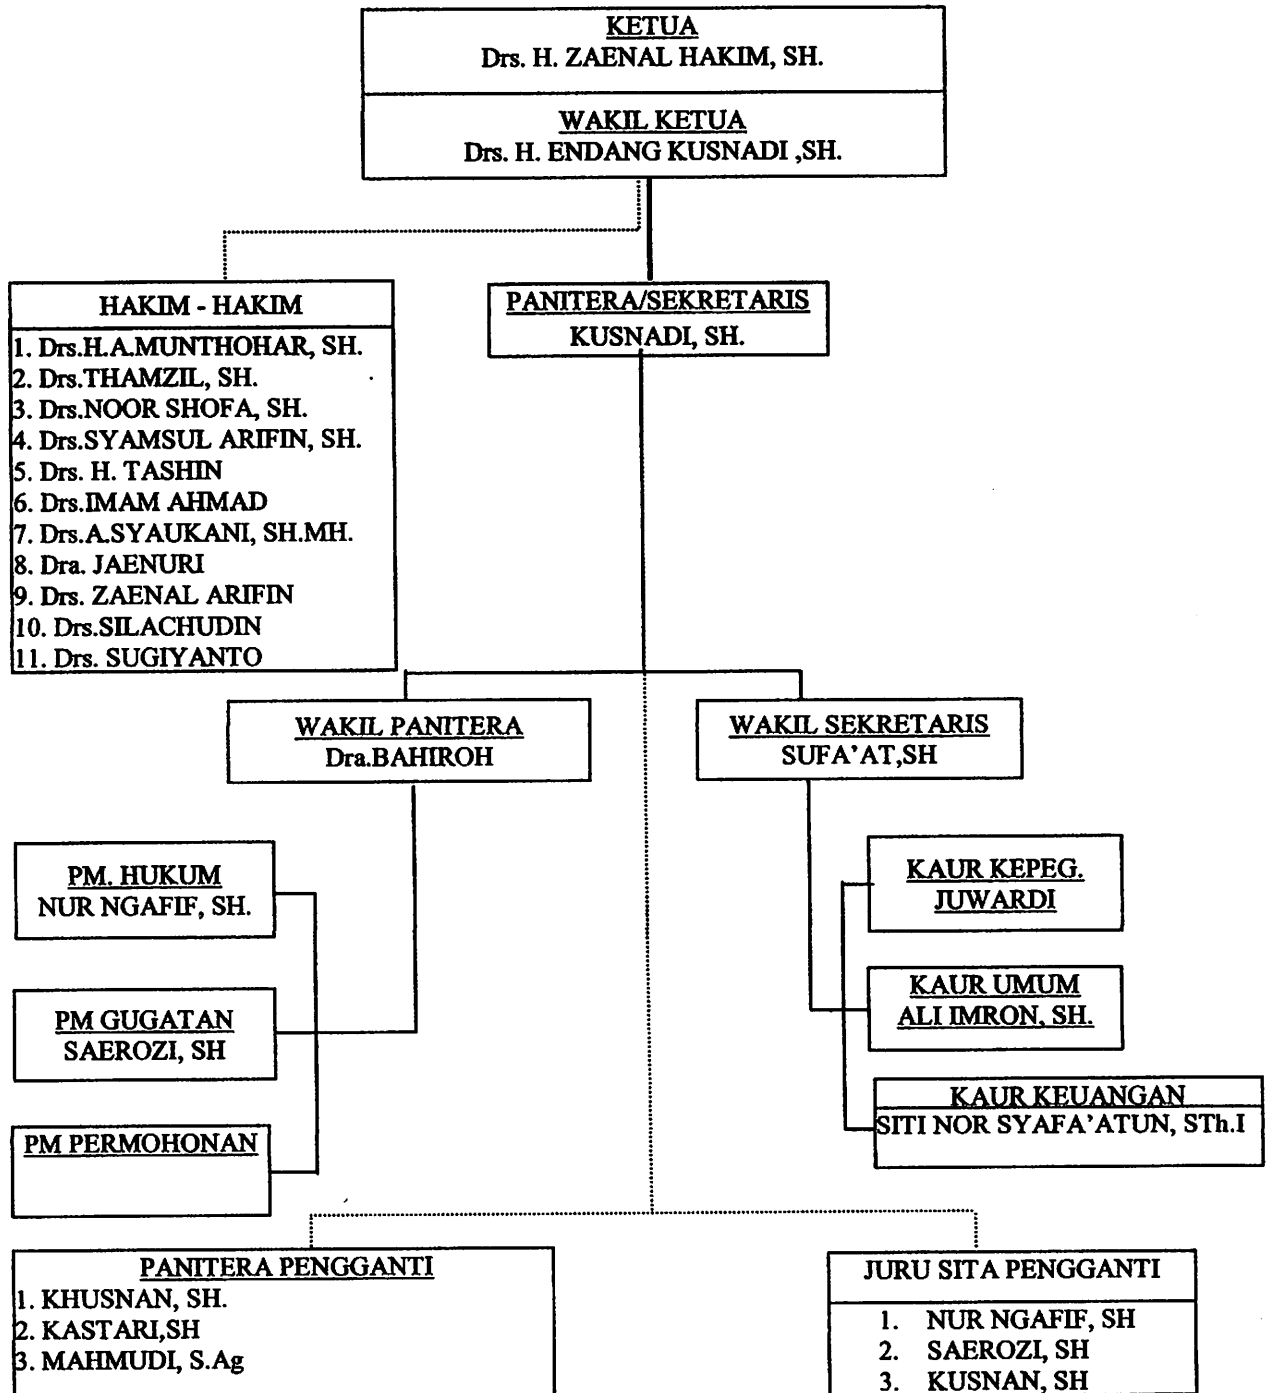 KETUA
Drs. H. ZAENAL HAKIM, SH.
WAKIL KETUA
Drs. H. ENDANG KUSNADI ,SH.
HAKIM - HAKIM
1. Drs.H.A.MUNTHOHAR, SH.
2. Drs.THAMZIL, SH.
3. Drs.NOOR SHOFA, SH.
4. Drs.SYAMSUL ARIFIN, SH.
5. Drs. H. TASHIN
6. Drs.IMAM AHMAD
7. Drs.A.SYAUKANI, SH.MH.
8. Dra. JAENURI
9. Drs. ZAENAL ARIFIN
10. Drs.SILACHUDIN
11. Drs. SUGIYANTO
PANITERA/SEKRETARIS
KUSNADI, SH.
WAKIL PANITERA
Dra.BAHIROH
WAKIL SEKRETARIS
SUFA'AT,SH
PM. HUKUM
NUR NGAFIF, SH.
PM GUGATAN
SAEROZI, SH
PM PERMOHONAN
KAUR KEPEG.
JUWARDI
KAUR UMUM
ALI IMRON, SH.
KAUR KEUANGAN
SITI NOR SYAFA'ATUN, STh.I
PANITERA PENGGANTI
1. KHUSNAN, SH.
2. KASTARI,SH
3. MAHMUDI, S.Ag
JURU SITA PENGGANTI
1. NUR NGAFIF, SH
2. SAEROZI, SH
3. KUSNAN, SH